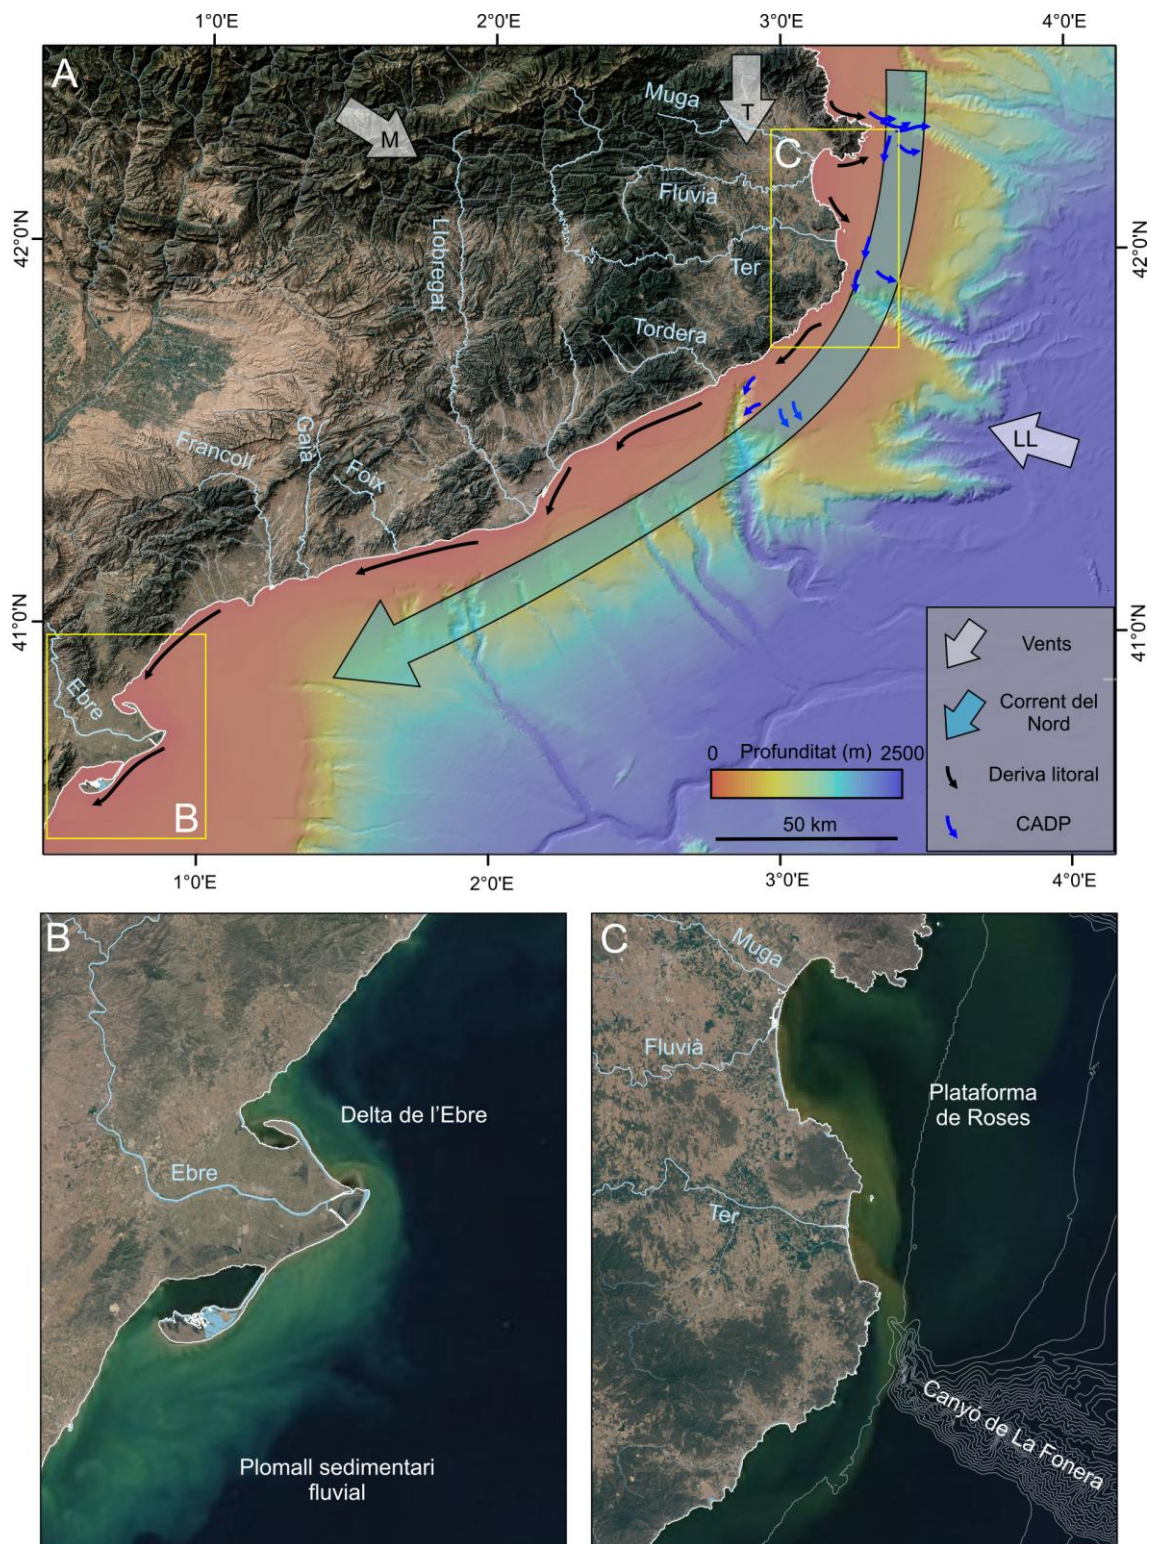 1°0'E
2°0'E
3°0'E
4°0'E
A
M
T
Muga
C
Fluvià
42°0'N
42°0'N
Llobregat
Ter
Tordera
LL
Francolí
Gaià
Foix
41°0'N
41°0'N
Ebre
B
Vents
Corrent del
Nord
Deriva litoral
CADP
0 Profunditat (m) 2500
50 km
1°0'E
2°0'E
3°0'E
4°0'E
B
Delta de l'Ebre
Ebre
Plomall sedimentari
fluvial
C
Muga
Fluvià
Plataforma
de Roses
Ter
Canyó de La Fonera